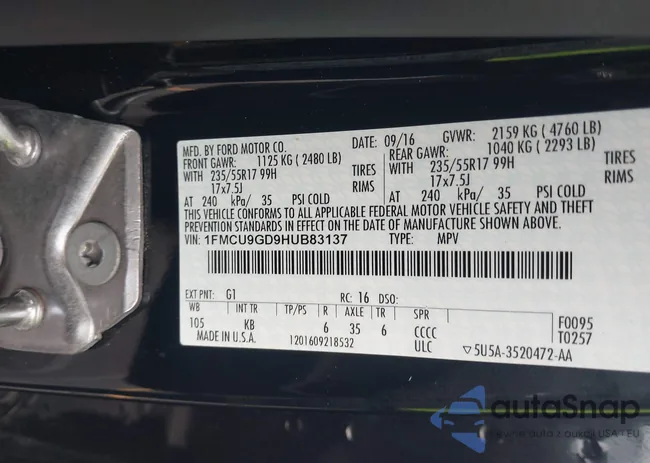 MFD. BY FORD MOTOR CO. 09/16 GVWR: 2159 KG ( 4760 LB)
FRONT GAWR: 1125 KG ( 2480 LB) REAR GAWR: 1040 KG ( 2293 LB)
WITH 235/55R17 99H TIRES WITH 235/55R17 99H TIRES
17x7.5J RIMS 17x7.5J RIMS
AT 240 kPa/ 35 PSI COLD AT 240 kPa/ 35 PSI COLD
THIS VEHICLE CONFORMS TO ALL APPLICABLE FEDERAL MOTOR VEHICLE SAFETY AND THEFT
PREVENTION STANDARDS IN EFFECT ON THE DATE OF MANUFACTURE SHOWN ABOVE.
VIN: 1FMCU9GD9HUB83137 TYPE: MPV
EXT PNT: G1 RC: 16 DSO:
WB INT TR TP/PS R AXLE TR SPR F0095
105 KB 6 35 6 CCCC T0257
MADE IN U.S.A. 1201609218532 ULC ▽5U5A-3520472-AA
autoSnap